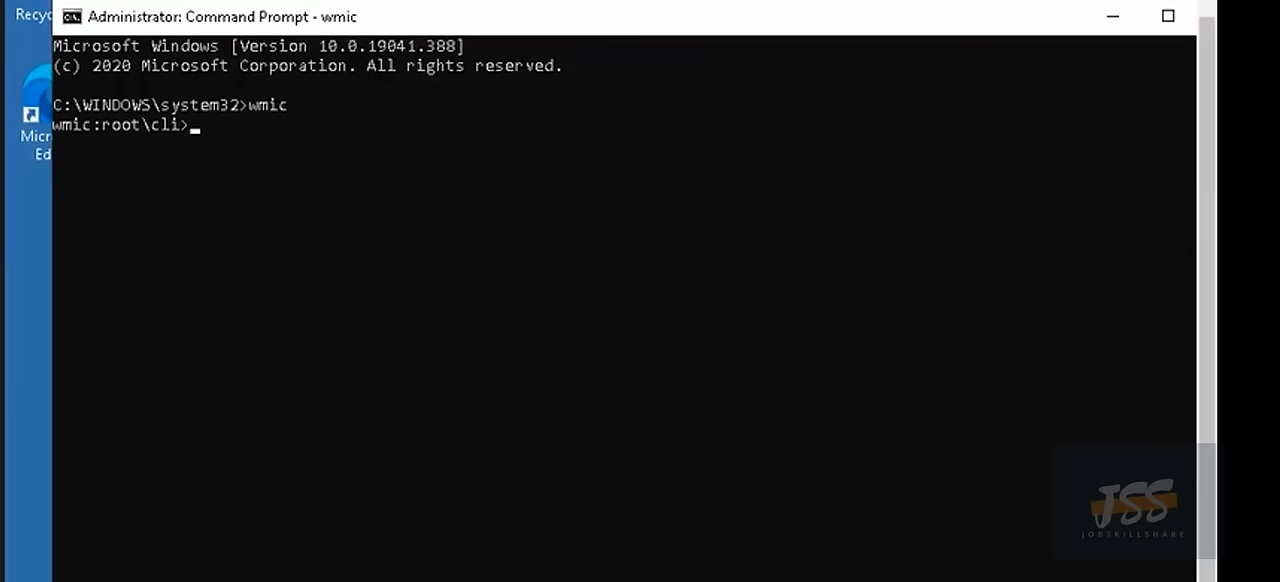 Recyc
Administrator: Command Prompt - wmic
Microsoft Windows [Version 10.0.19041.388]
(c) 2020 Microsoft Corporation. All rights reserved.
C:\WINDOWS\system32>wmic
wmic:root\cli>
Micr
Ed
JSS
JOBSKILLSHARE